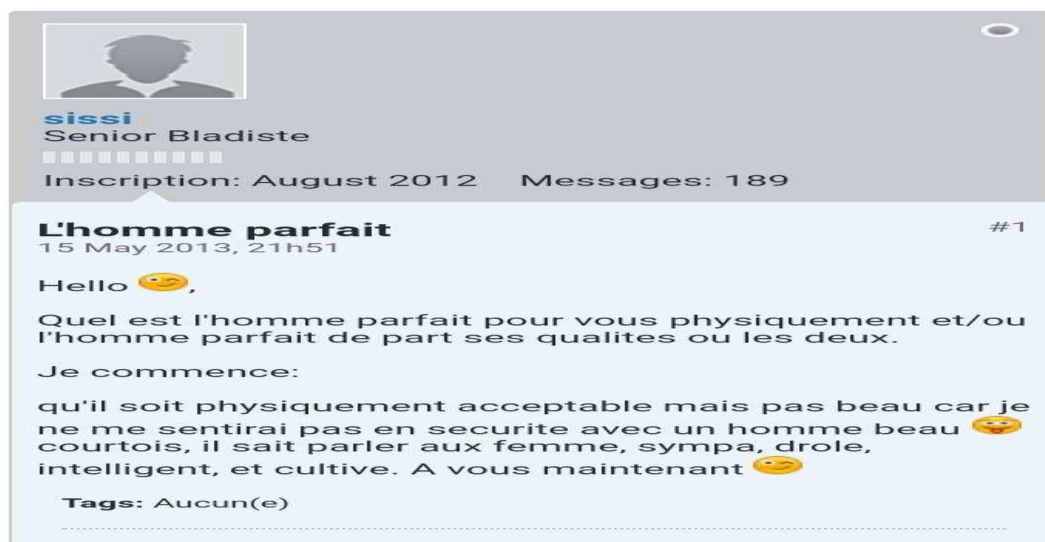 sissi
Senior Bladiste
Inscription: August 2012 Messages: 189
L'homme parfait #1
15 May 2013, 21h51
Hello ,
Quel est l'homme parfait pour vous physiquement et/ou
l'homme parfait de part ses qualites ou les deux.
Je commence:
qu'il soit physiquement acceptable mais pas beau car je
ne me sentirai pas en securite avec un homme beau
courtois, il sait parler aux femme, sympa, drole,
intelligent, et cultive. A vous maintenant
Tags: Aucun(e)